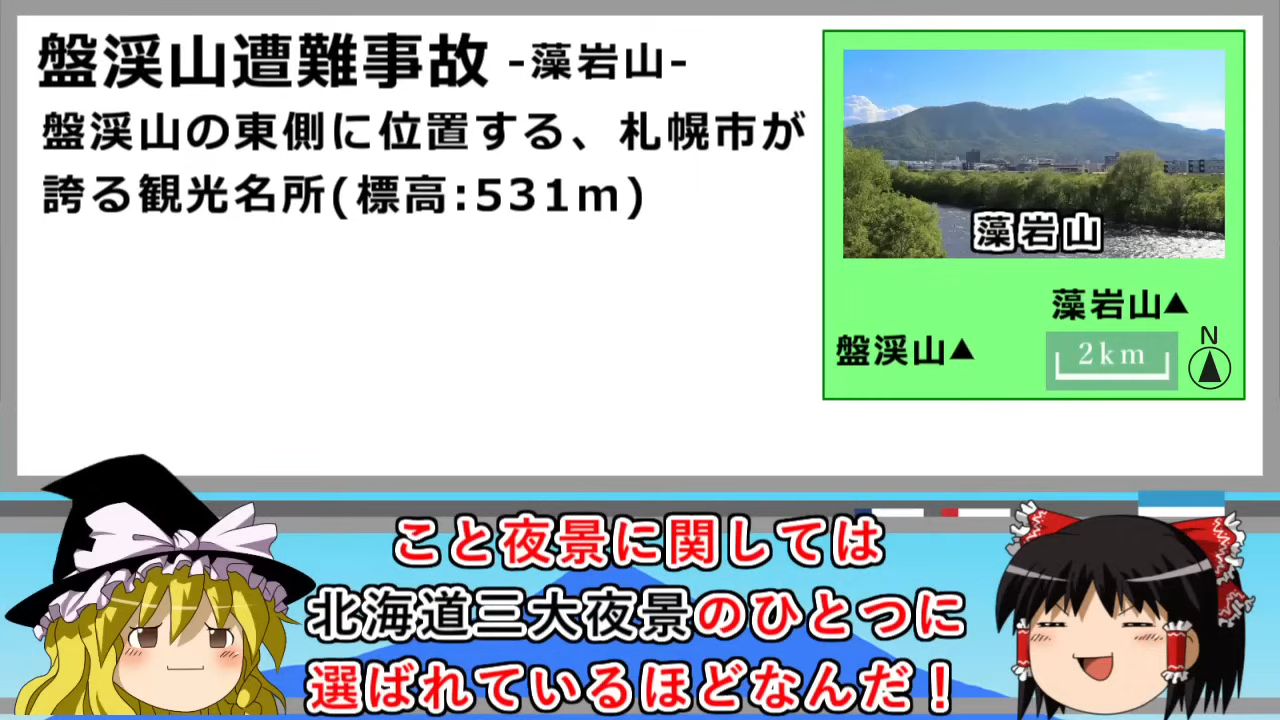 盤渓山遭難事故 -藻岩山-
盤渓山の東側に位置する、札幌市が
誇る観光名所(標高:531m)
藻岩山
藻岩山▲
盤渓山▲
2km
N
こと夜景に関しては
北海道三大夜景のひとつに
選ばれているほどなんだ！